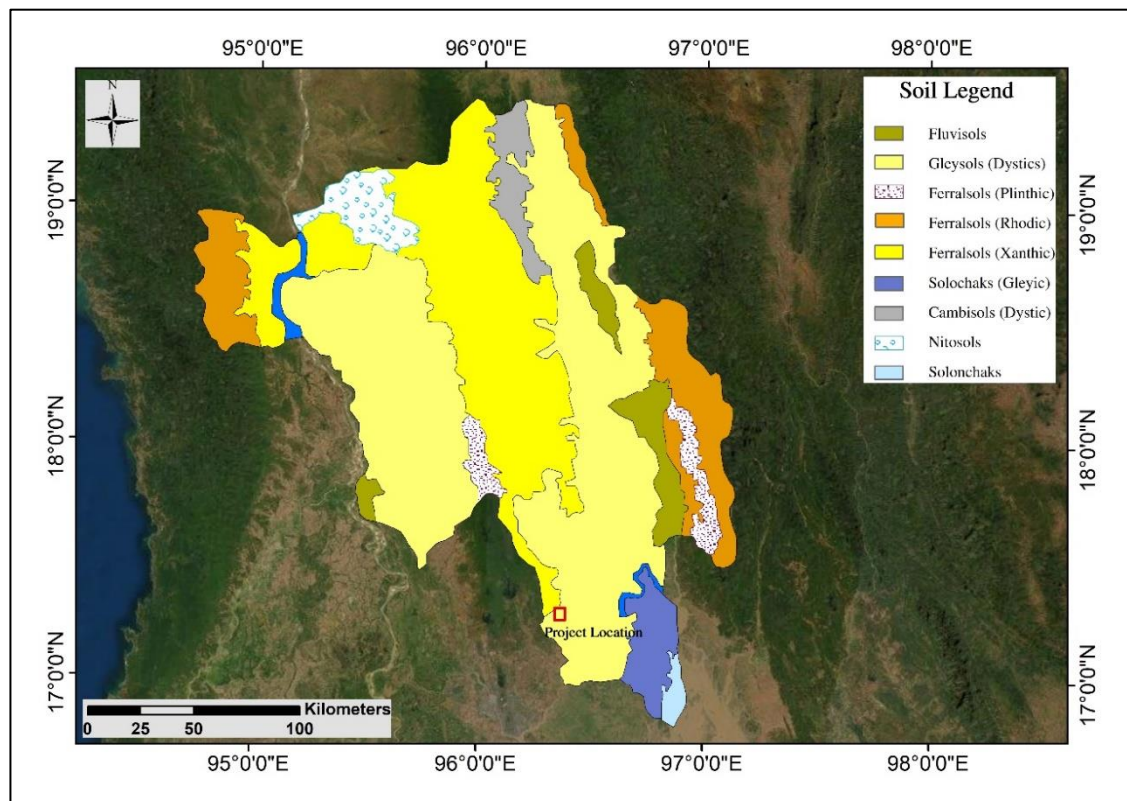 95°0'0"E 96°0'0"E 97°0'0"E 98°0'0"E
N
Soil Legend
Fluvisols
Gleysols (Dystics)
Ferralsols (Plinthic)
Ferralsols (Rhodic)
Ferralsols (Xanthic)
Solochaks (Gleyic)
Cambisols (Dystic)
Nitosols
Solonchaks
19°0'0"N
19°0'0"N
18°0'0"N
18°0'0"N
17°0'0"N
17°0'0"N
Project Location
Kilometers
0 25 50 100
95°0'0"E 96°0'0"E 97°0'0"E 98°0'0"E